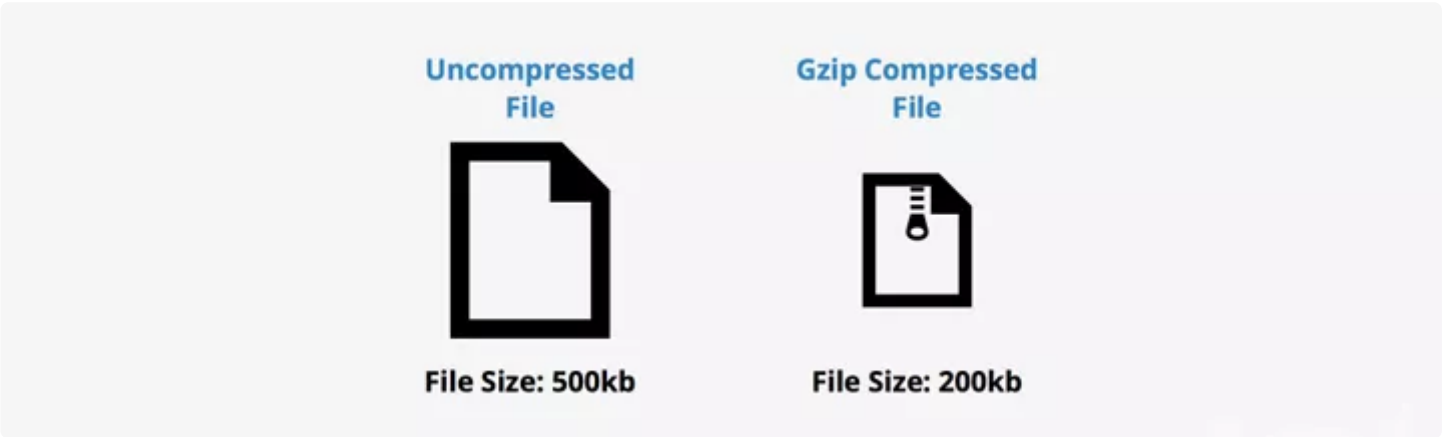 Uncompressed
File
Gzip Compressed
File
File Size: 500kb
File Size: 200kb